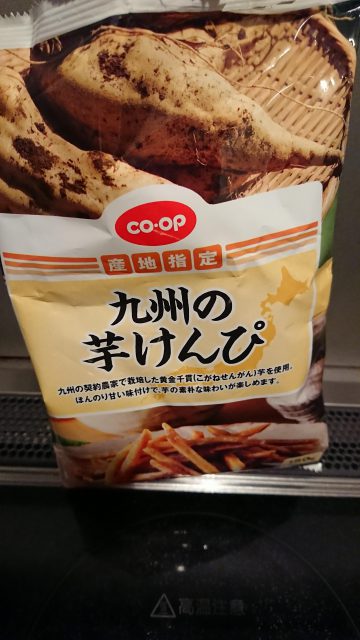 CO·OP
産地指定
九州の
芋けんぴ
九州の契約農家で栽培した黄金千貫(こがねせんがん)芋を使用。
ほんのり甘い味付けで、芋の素朴な味わいが楽しめます。
高温注意